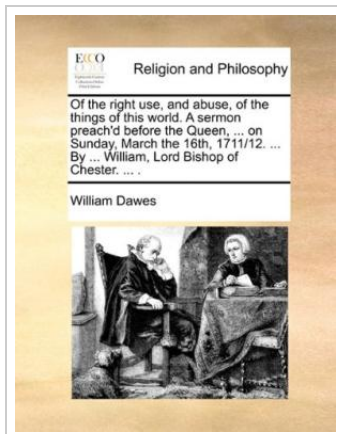 ECCO
Religion and Philosophy
Of the right use, and abuse, of the
things of this world. A sermon
preach'd before the Queen, ... on
Sunday, March the 16th, 1711/12. ...
By ... William, Lord Bishop of
Chester. ... .
William Dawes